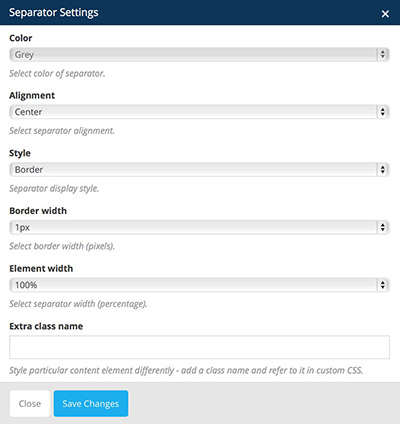 Separator Settings ×
Color
Grey
Select color of separator.
Alignment
Center
Select separator alignment.
Style
Border
Separator display style.
Border width
1px
Select border width (pixels).
Element width
100%
Select separator width (percentage).
Extra class name
Style particular content element differently - add a class name and refer to it in custom CSS.
Close Save Changes